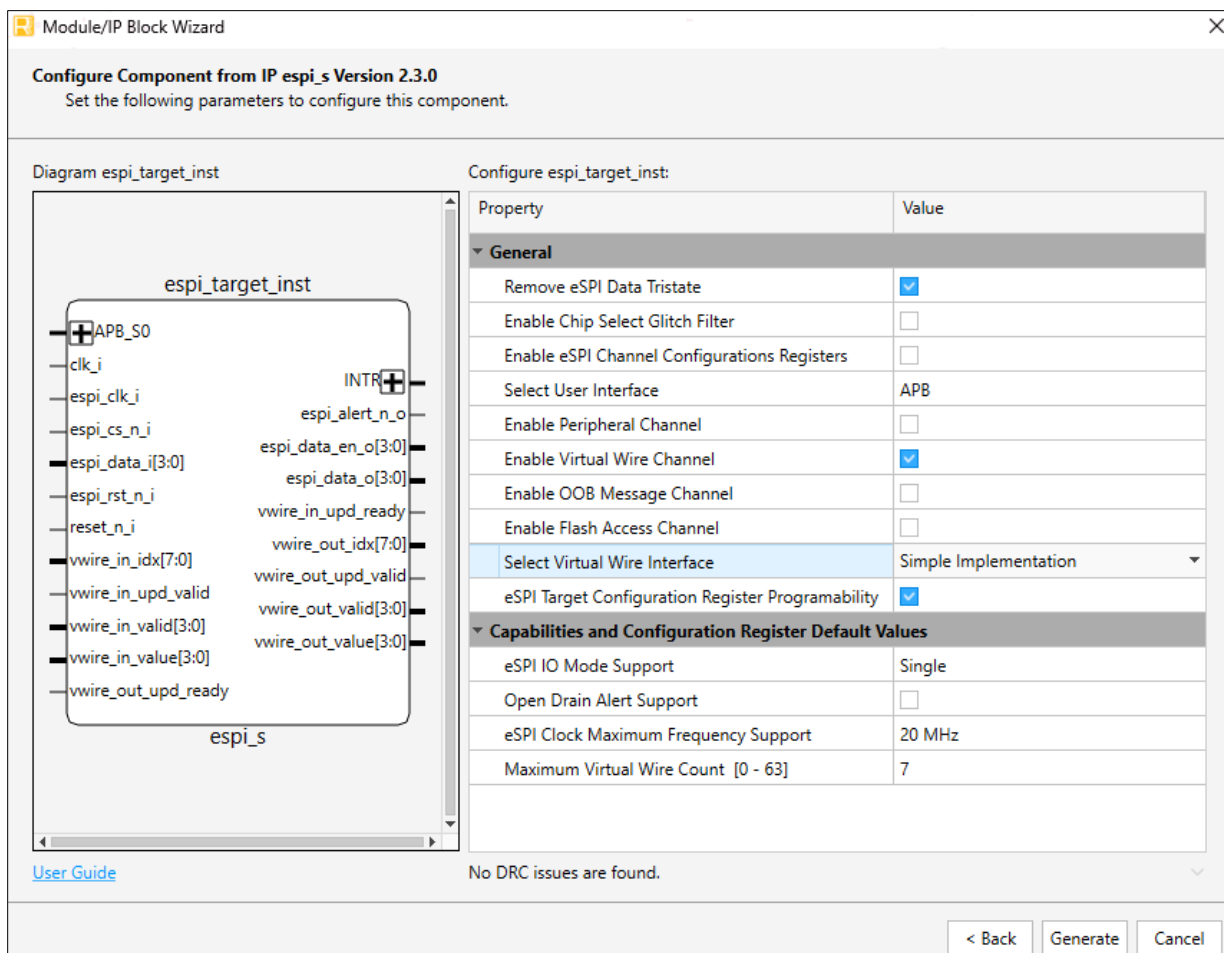 Module/IP Block Wizard
Configure Component from IP espi_s Version 2.3.0
Set the following parameters to configure this component.
Diagram espi_target_inst
espi_target_inst
APB_S0
clk_i
espi_clk_i
espi_cs_n_i
espi_data_i[3:0]
espi_rst_n_i
reset_n_i
vwire_in_idx[7:0]
vwire_in_upd_valid
vwire_in_valid[3:0]
vwire_in_value[3:0]
vwire_out_upd_ready
INTR
espi_alert_n_o
espi_data_en_o[3:0]
espi_data_o[3:0]
vwire_in_upd_ready
vwire_out_idx[7:0]
vwire_out_upd_valid
vwire_out_valid[3:0]
vwire_out_value[3:0]
espi_s
User Guide
Configure espi_target_inst:
Property Value
General
Remove eSPI Data Tristate
Enable Chip Select Glitch Filter
Enable eSPI Channel Configurations Registers
Select User Interface APB
Enable Peripheral Channel
Enable Virtual Wire Channel
Enable OOB Message Channel
Enable Flash Access Channel
Select Virtual Wire Interface Simple Implementation
eSPI Target Configuration Register Programability
Capabilities and Configuration Register Default Values
eSPI IO Mode Support Single
Open Drain Alert Support
eSPI Clock Maximum Frequency Support 20 MHz
Maximum Virtual Wire Count [0 - 63] 7
No DRC issues are found.
< Back Generate Cancel